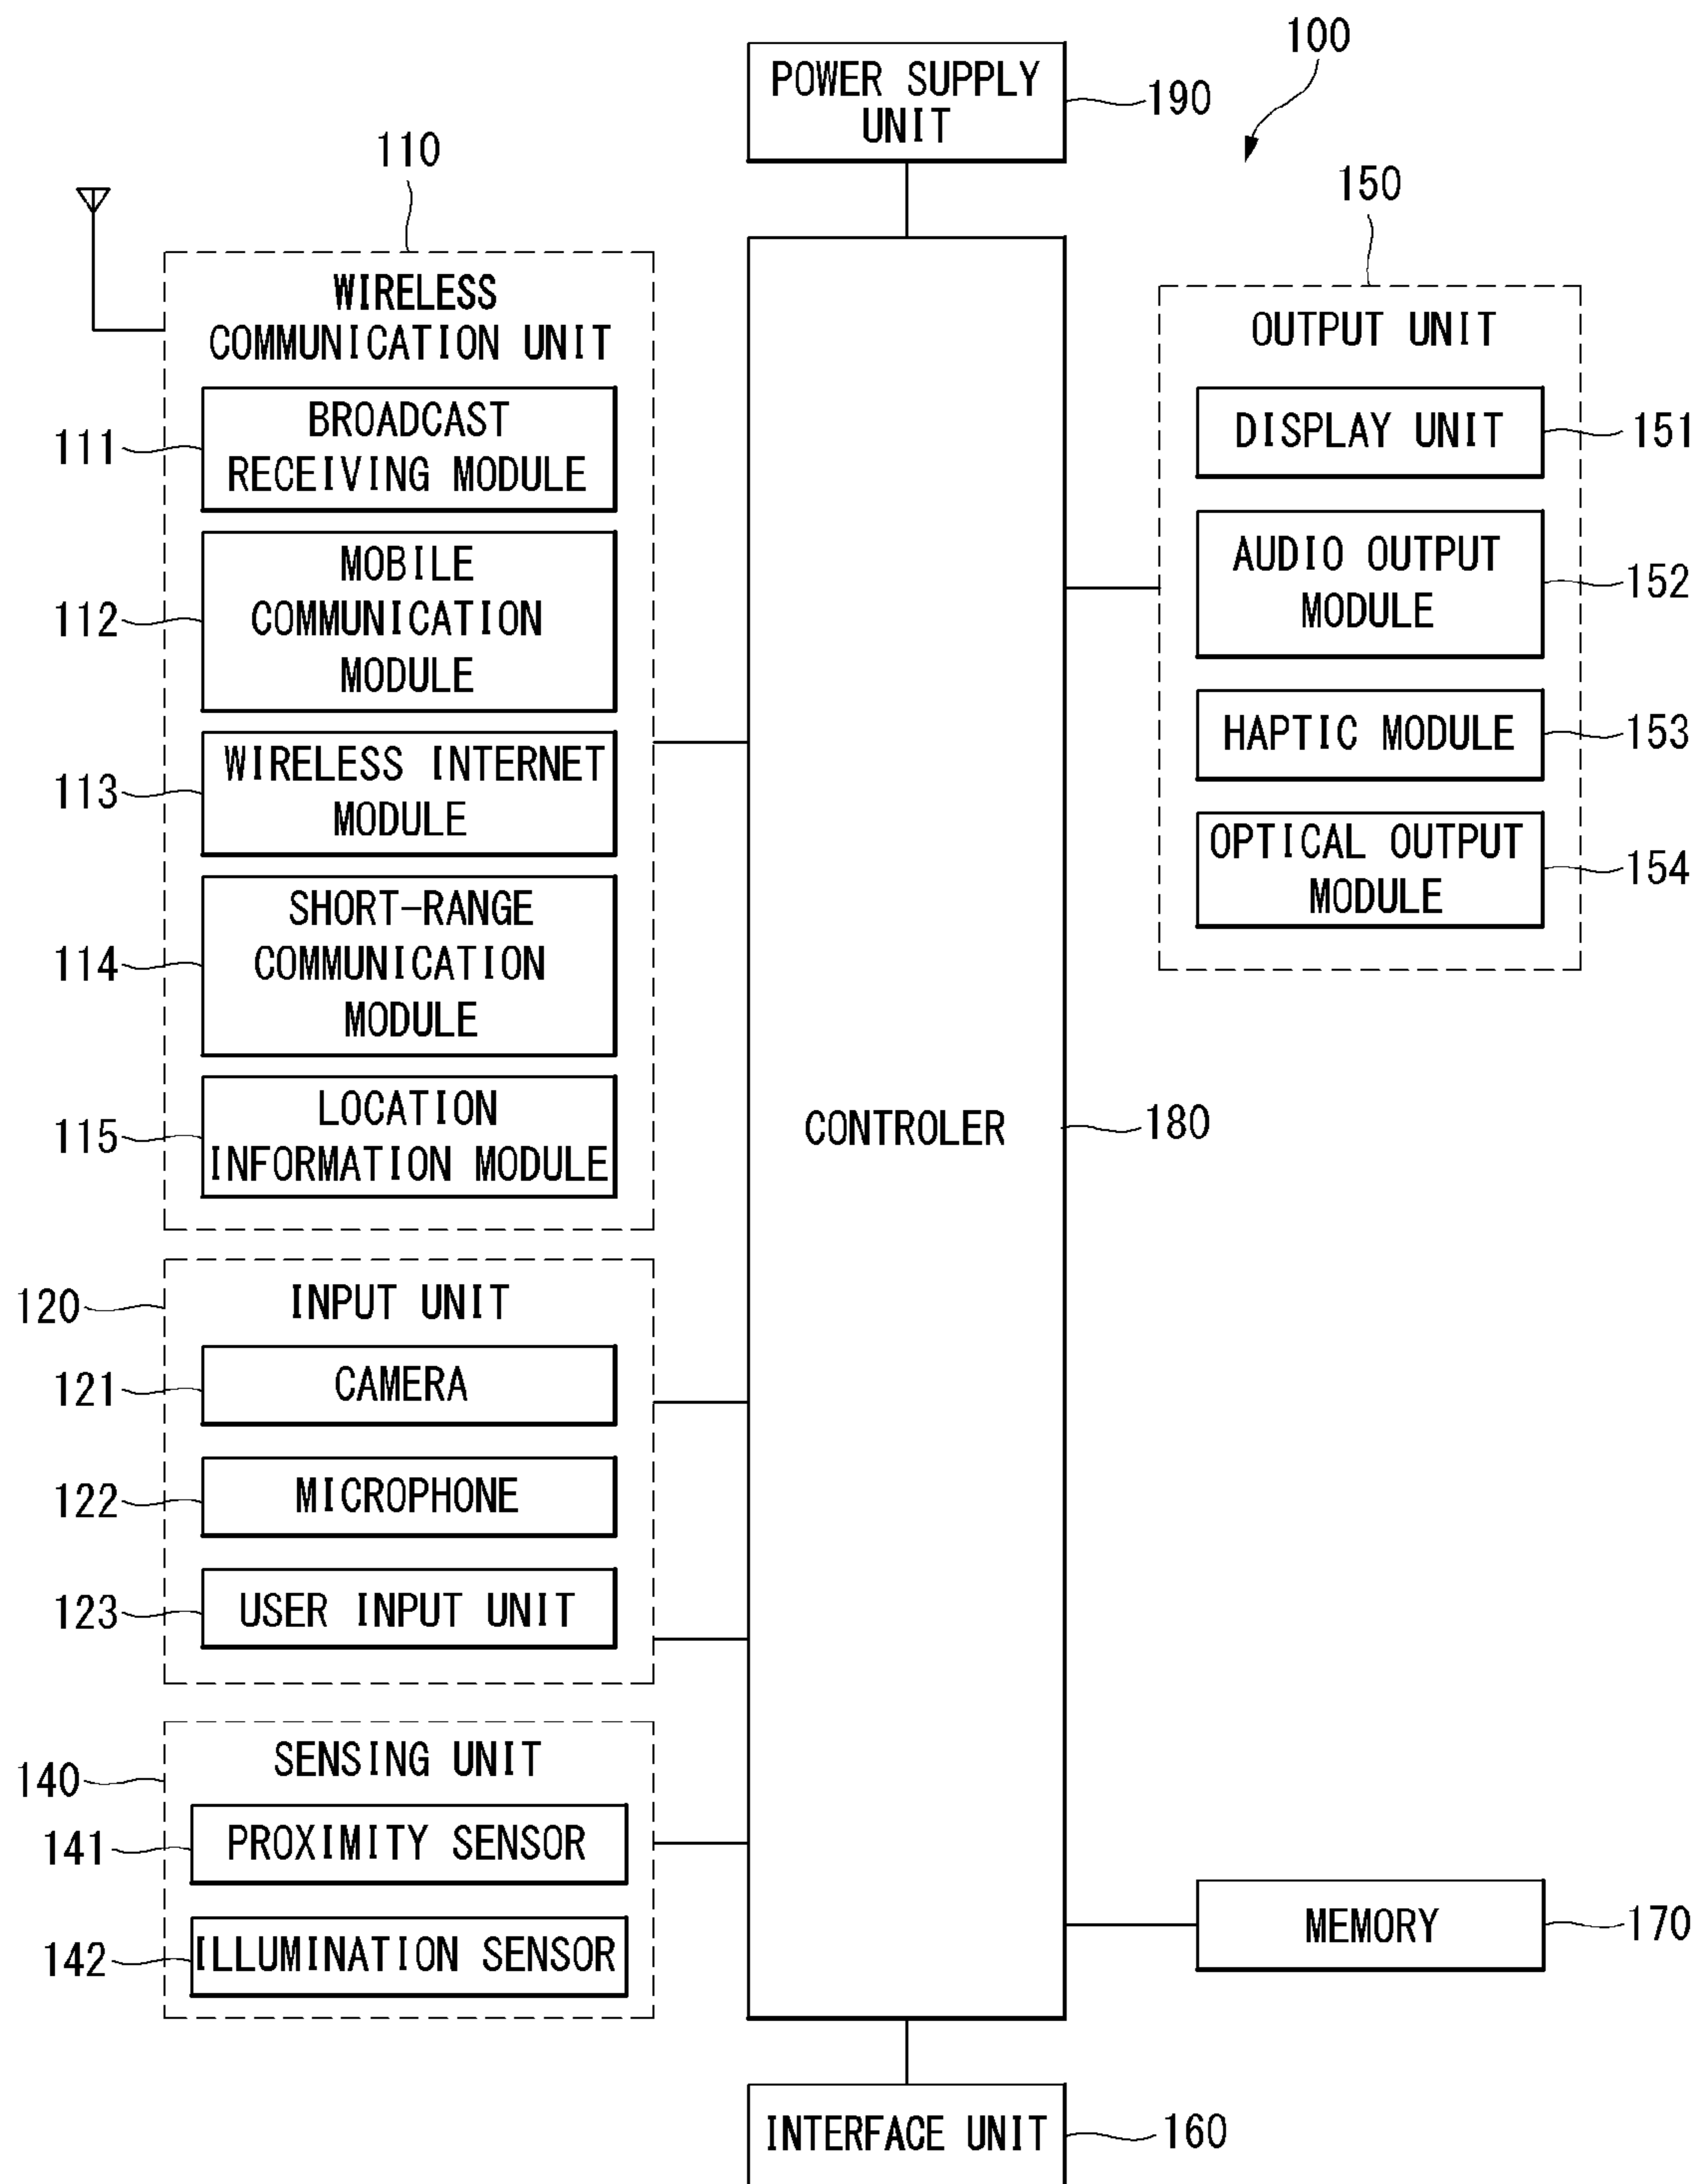 100
POWER SUPPLY
UNIT
190
110
150
WIRELESS
COMMUNICATION UNIT
OUTPUT UNIT
BROADCAST
RECEIVING MODULE
111
DISPLAY UNIT
151
MOBILE
COMMUNICATION
MODULE
112
AUDIO OUTPUT
MODULE
152
WIRELESS INTERNET
MODULE
113
HAPTIC MODULE
153
SHORT-RANGE
COMMUNICATION
MODULE
114
OPTICAL OUTPUT
MODULE
154
LOCATION
INFORMATION MODULE
115
CONTROLER
180
120
INPUT UNIT
121
CAMERA
122
MICROPHONE
123
USER INPUT UNIT
140
SENSING UNIT
141
PROXIMITY SENSOR
142
ILLUMINATION SENSOR
MEMORY
170
INTERFACE UNIT
160